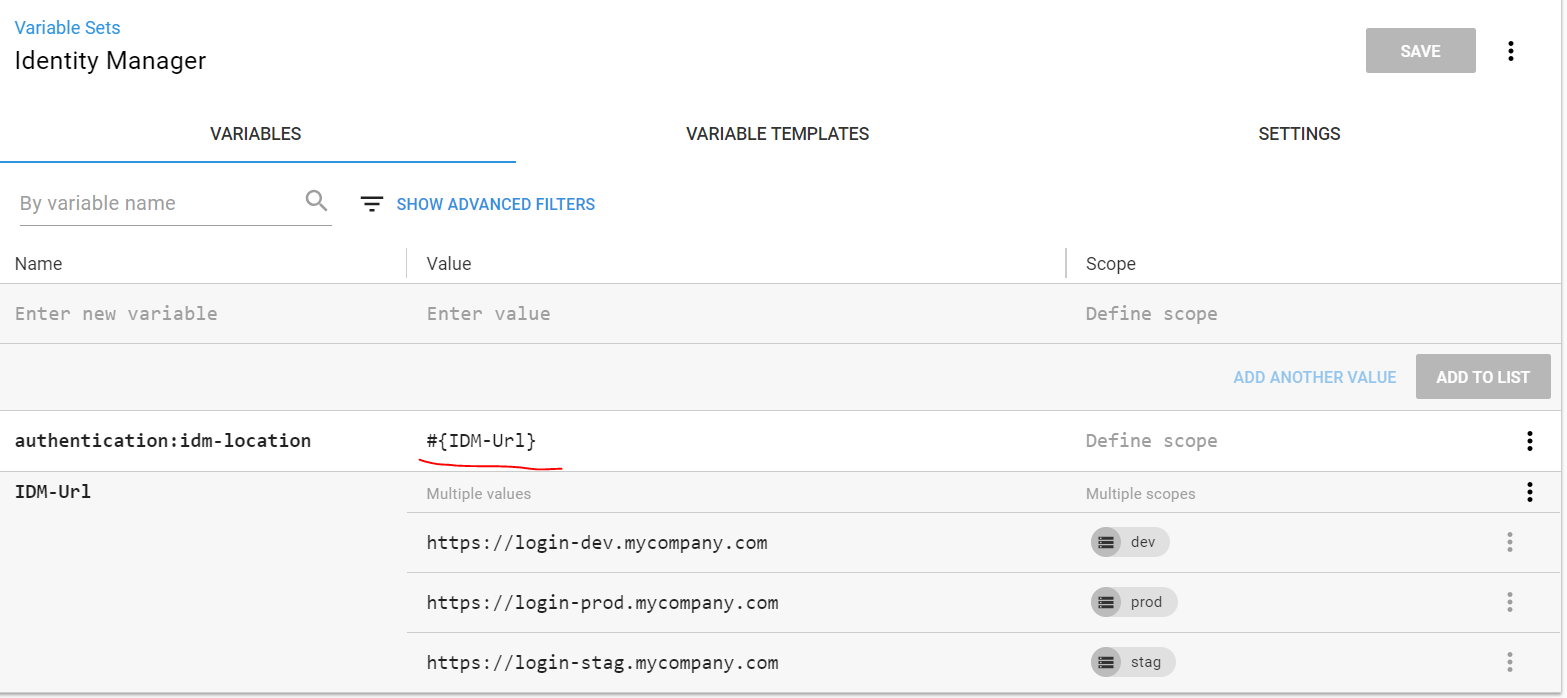 Variable Sets
Identity Manager
SAVE
VARIABLES VARIABLE TEMPLATES SETTINGS
By variable name SHOW ADVANCED FILTERS
Name Value Scope
Enter new variable Enter value Define scope
ADD ANOTHER VALUE ADD TO LIST
authentication:idm-location #{IDM-Url} Define scope
IDM-Url Multiple values Multiple scopes
https://login-dev.mycompany.com dev
https://login-prod.mycompany.com prod
https://login-stag.mycompany.com stag